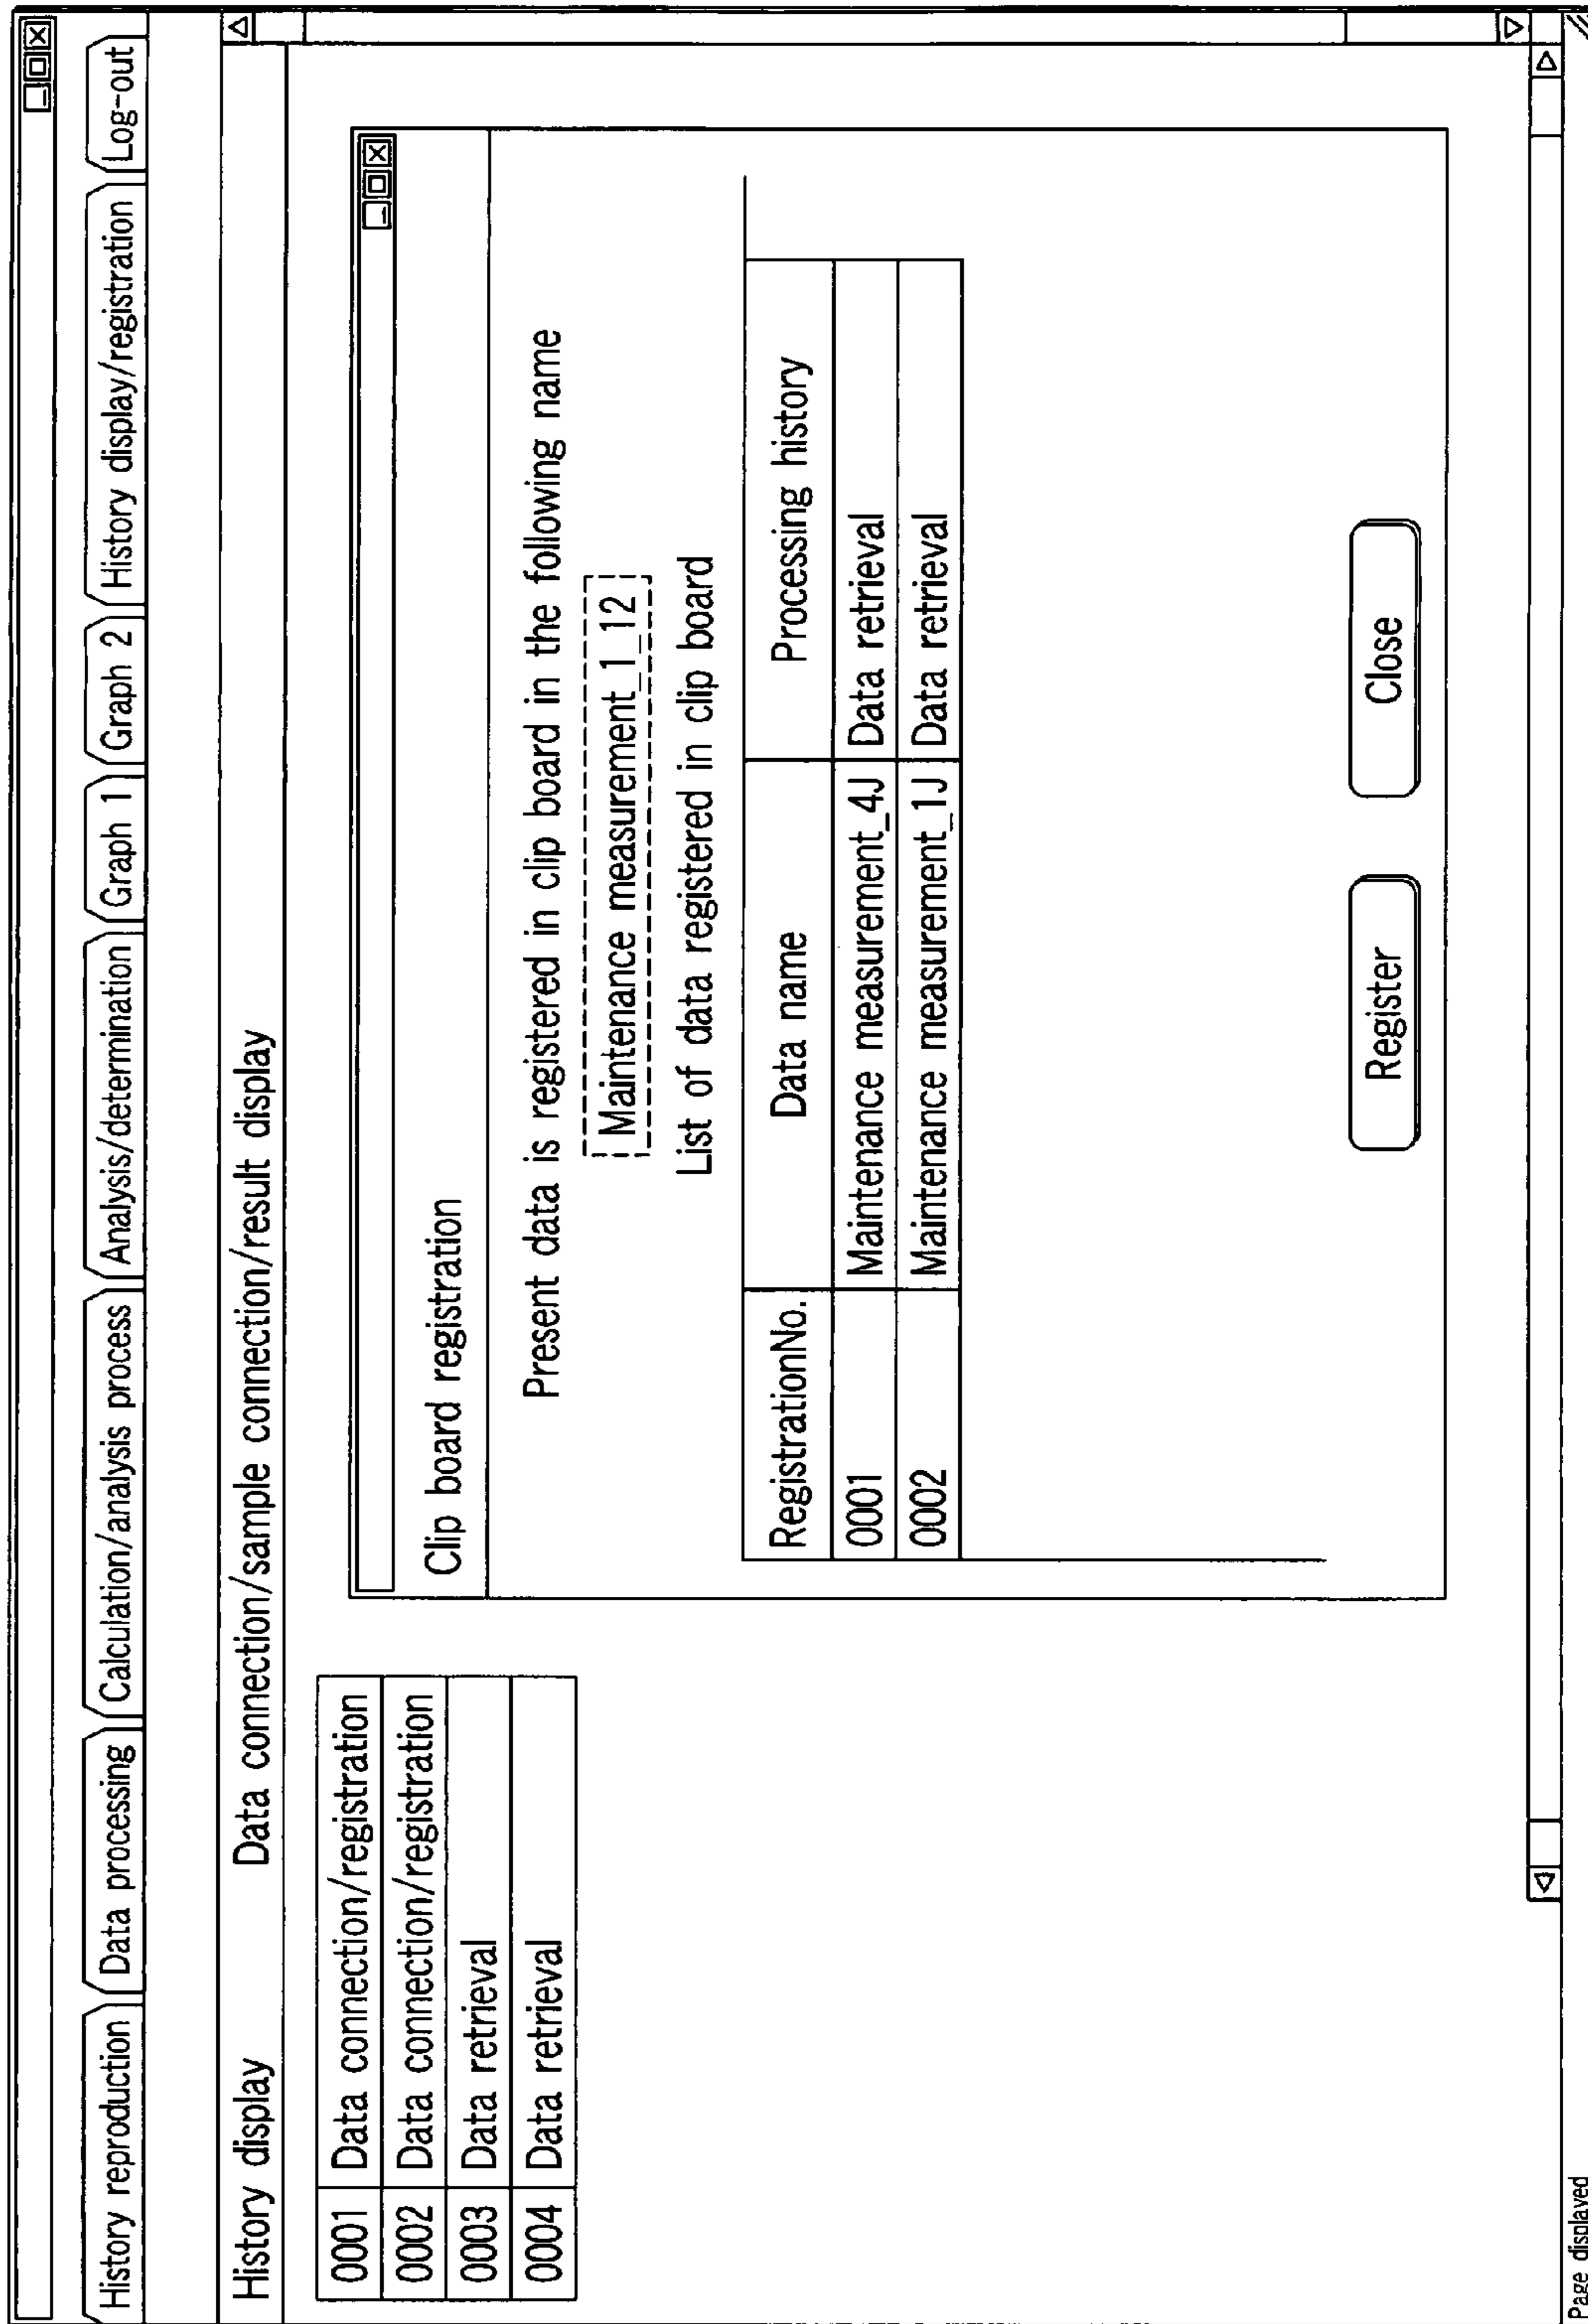 History reproduction Data processing Calculation/analysis process Analysis/determination Graph 1 Graph 2 History display/registration Log-out
History display Data connection/sample connection/result display
0001 Data connection/registration
0002 Data connection/registration
0003 Data retrieval
0004 Data retrieval
Clip board registration
Present data is registered in clip board in the following name
Maintenance measurement_1_12
List of data registered in clip board
RegistrationNo. Data name Processing history
0001 Maintenance measurement_4J Data retrieval
0002 Maintenance measurement_1J Data retrieval
Register Close
Page displayed